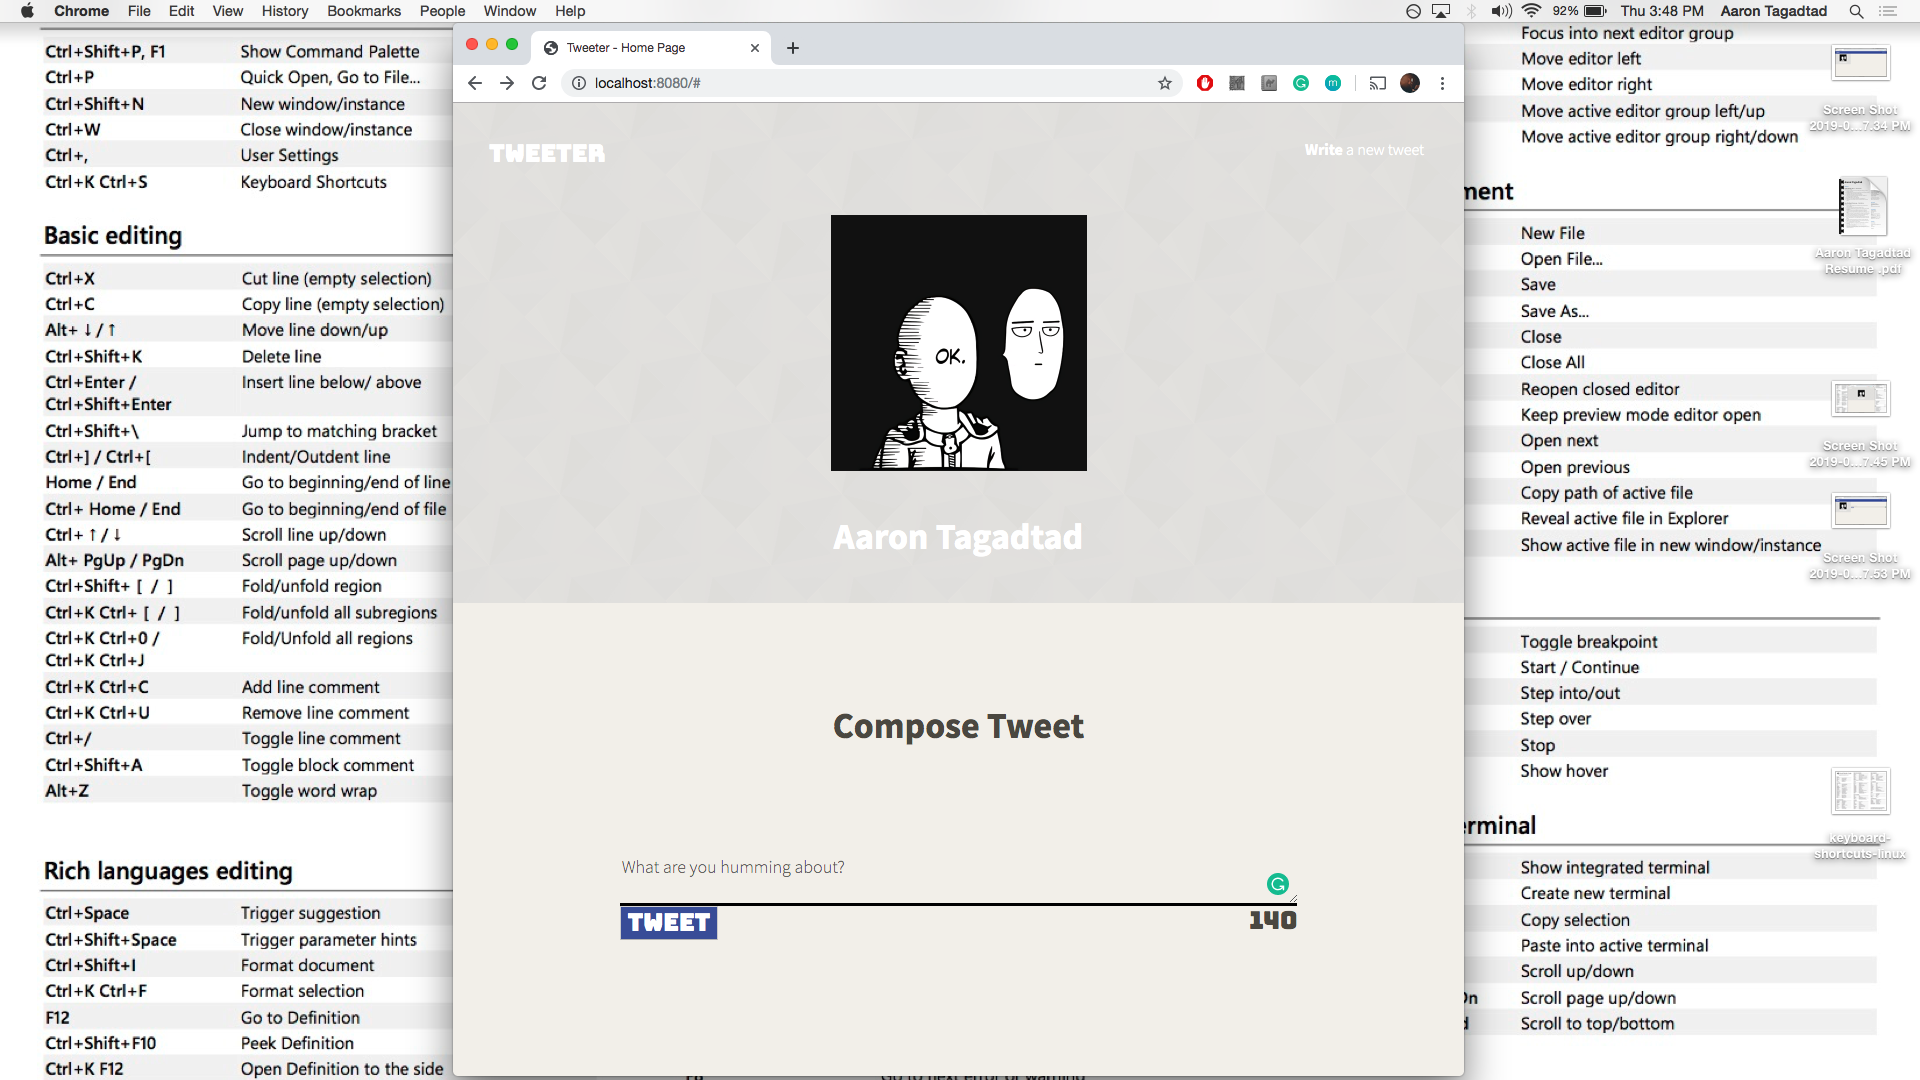 Chrome File Edit View History Bookmarks People Window Help
92% Thu 3:48 PM Aaron Tagadtad
Ctrl+Shift+P, F1 Show Command Palette
Ctrl+P Quick Open, Go to File...
Ctrl+Shift+N New window/instance
Ctrl+W Close window/instance
Ctrl+, User Settings
Ctrl+K Ctrl+S Keyboard Shortcuts
Basic editing
Ctrl+X Cut line (empty selection)
Ctrl+C Copy line (empty selection)
Alt+ ↓ / ↑ Move line down/up
Ctrl+Shift+K Delete line
Ctrl+Enter / Insert line below/ above
Ctrl+Shift+Enter
Ctrl+Shift+\ Jump to matching bracket
Ctrl+] / Ctrl+[ Indent/Outdent line
Home / End Go to beginning/end of line
Ctrl+ Home / End Go to beginning/end of file
Ctrl+ ↑ / ↓ Scroll line up/down
Alt+ PgUp / PgDn Scroll page up/down
Ctrl+Shift+ [ / ] Fold/unfold region
Ctrl+K Ctrl+ [ / ] Fold/unfold all subregions
Ctrl+K Ctrl+0 / Fold/Unfold all regions
Ctrl+K Ctrl+J
Ctrl+K Ctrl+C Add line comment
Ctrl+K Ctrl+U Remove line comment
Ctrl+/ Toggle line comment
Ctrl+Shift+A Toggle block comment
Alt+Z Toggle word wrap
Rich languages editing
Ctrl+Space Trigger suggestion
Ctrl+Shift+Space Trigger parameter hints
Ctrl+Shift+I Format document
Ctrl+K Ctrl+F Format selection
F12 Go to Definition
Ctrl+Shift+F10 Peek Definition
Ctrl+K F12 Open Definition to the side
Tweeter - Home Page
localhost:8080/#
TWEETER
Write a new tweet
OK.
Aaron Tagadtad
Compose Tweet
What are you humming about?
TWEET
140
Focus into next editor group
Move editor left
Move editor right
Move active editor group left/up
Move active editor group right/down
ment
New File
Open File...
Save
Save As...
Close
Close All
Reopen closed editor
Keep preview mode editor open
Open next
Open previous
Copy path of active file
Reveal active file in Explorer
Show active file in new window/instance
Toggle breakpoint
Start / Continue
Step into/out
Step over
Stop
Show hover
erminal
Show integrated terminal
Create new terminal
Copy selection
Paste into active terminal
Scroll up/down
Scroll page up/down
Scroll to top/bottom
Screen Shot
2019-0...7.34 PM
Aaron Tagadtad
Resume .pdf
Screen Shot
2019-0...7.45 PM
Screen Shot
2019-0...7.53 PM
keyboard-
shortcuts-linux